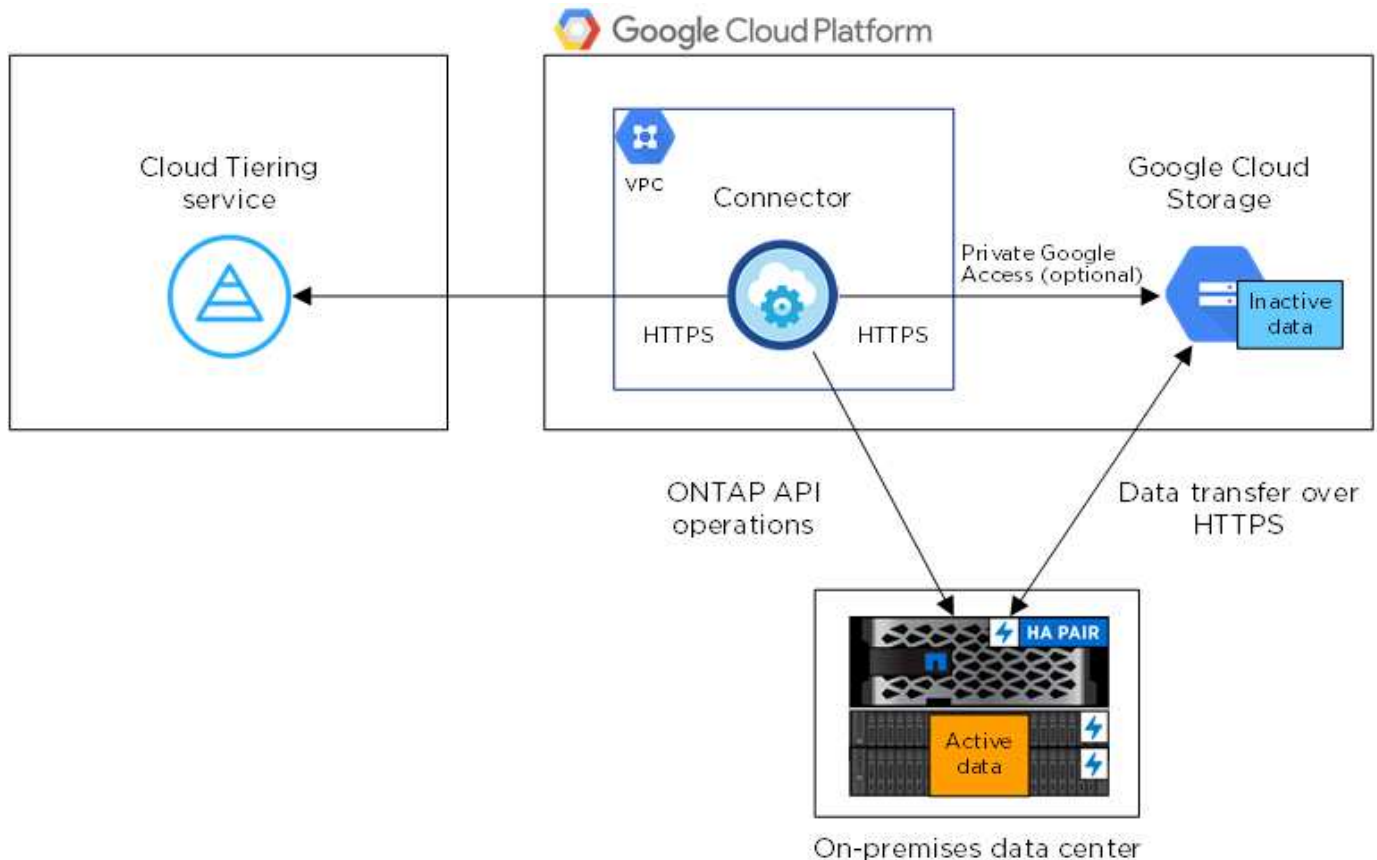 Google Cloud Platform
Cloud Tiering
service
VPC
Connector
Google Cloud
Storage
Private Google
Access (optional)
HTTPS
HTTPS
Inactive
data
ONTAP API
operations
Data transfer over
HTTPS
HA PAIR
Active
data
On-premises data center